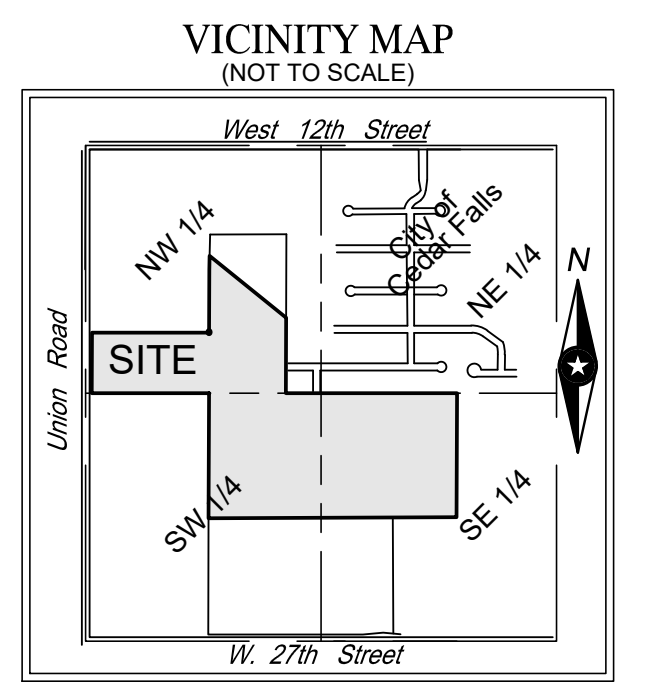 VICINITY MAP
(NOT TO SCALE)
West 12th Street
NW 1/4
City of
Cedar Falls
NE 1/4
N
Union Road
SITE
SW 1/4
SE 1/4
W. 27th Street